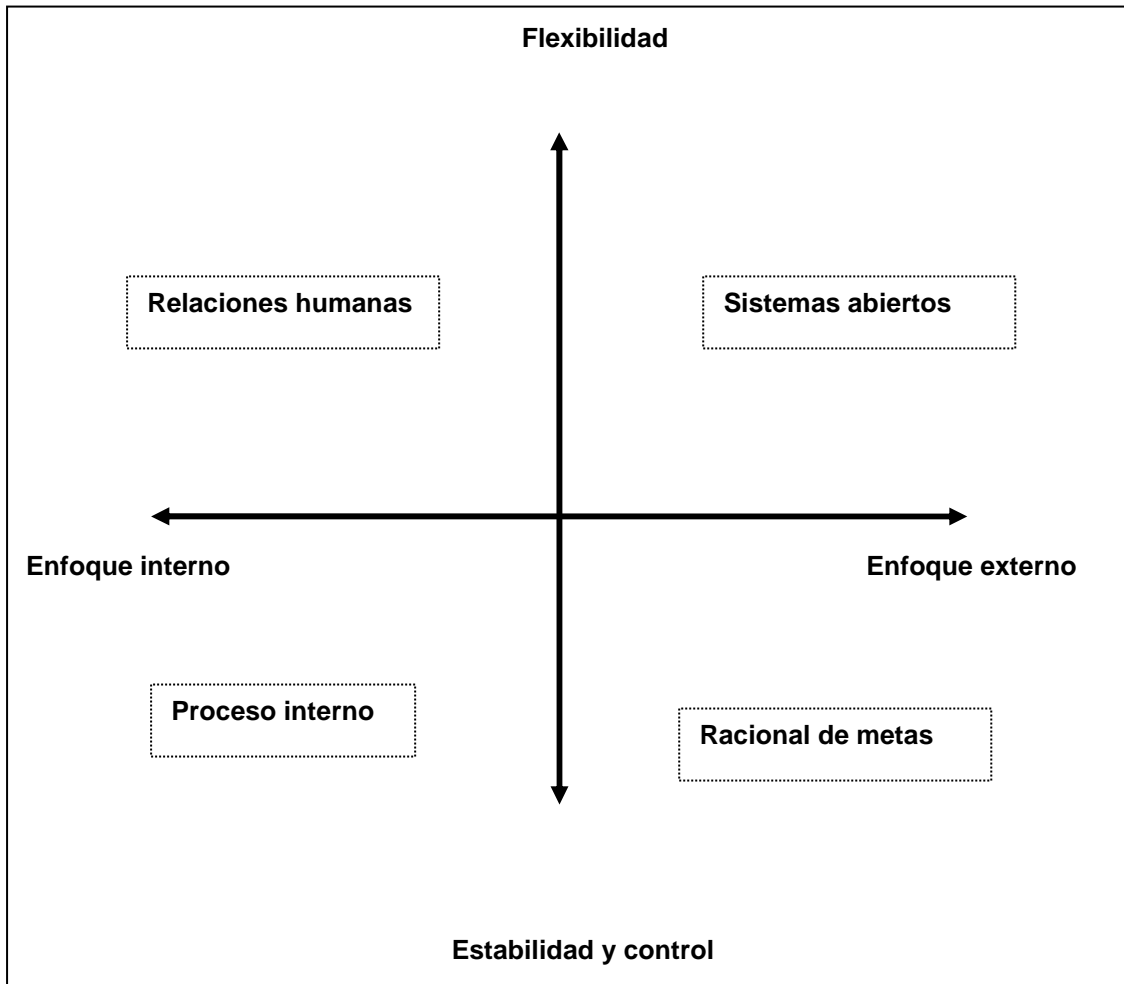 Flexibilidad
Relaciones humanas
Sistemas abiertos
Enfoque interno
Enfoque externo
Proceso interno
Racional de metas
Estabilidad y control